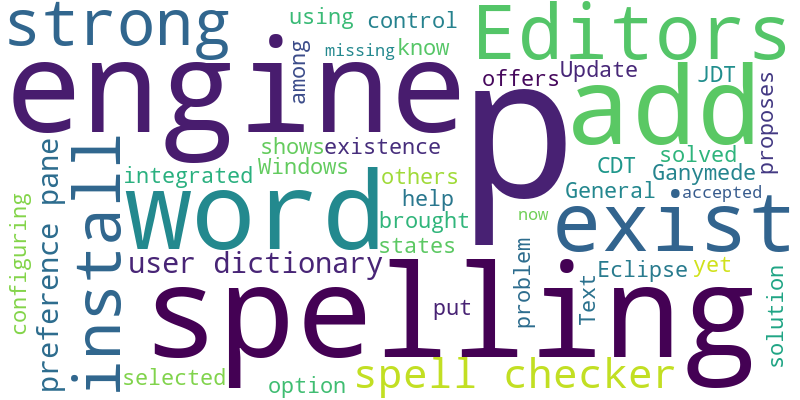 strong
using
control
Editors
engine
among
missing
know
offers
Update
JDT
add
p
proposes
shows
existence
Windows
solved
CDT
Ganymede
integrated
others
word
help
General
accepted
preference pane
install
brought
now
exist
configuring
states
user dictionary
problem
Text
Eclipse
yet
solution
spelling
put
selected
option
spell checker